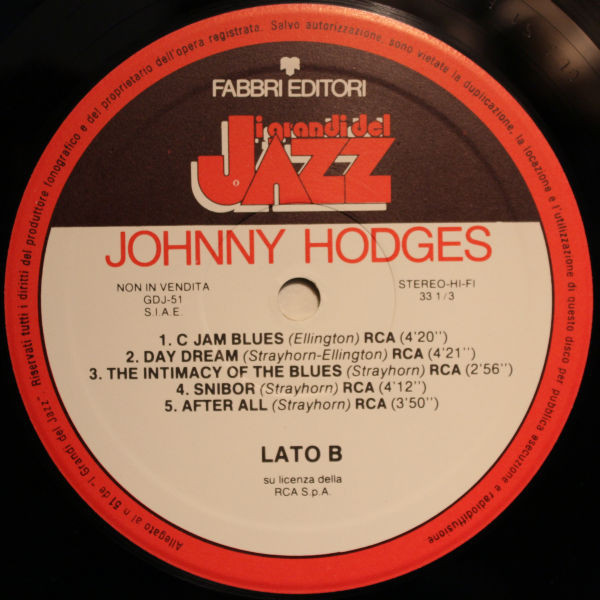 FABBRI EDITORI
i grandi del
JAZZ
JOHNNY HODGES
NON IN VENDITA
GDJ-51
S.I.A.E.
STEREO-HI-FI
33 1/3
1. C JAM BLUES (Ellington) RCA (4'20'')
2. DAY DREAM (Strayhorn-Ellington) RCA (4'21'')
3. THE INTIMACY OF THE BLUES (Strayhorn) RCA (2'56'')
4. SNIBOR (Strayhorn) RCA (4'12'')
5. AFTER ALL (Strayhorn) RCA (3'50'')
LATO B
su licenza della
RCA S.p.A.
Allegato al n. 51 de "I Grandi del Jazz" Riservati tutti i diritti del produttore fonografico e del proprietario dell'opera registrata. Salvo autorizzazione, sono vietate la duplicazione, la locazione e l'utilizzazione di questo disco per pubblica esecuzione e radiodiffusione.